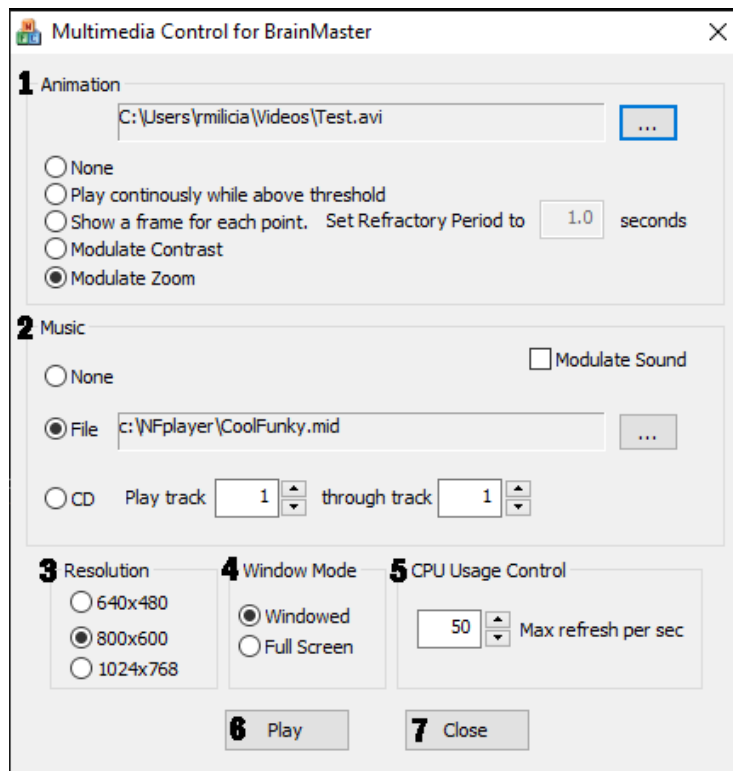 Multimedia Control for BrainMaster
1 Animation
C:\Users\rmilicia\Videos\Test.avi ...
None
Play continously while above threshold
Show a frame for each point. Set Refractory Period to 1.0 seconds
Modulate Contrast
Modulate Zoom
2 Music
Modulate Sound
None
File c:\NFplayer\CoolFunky.mid ...
CD Play track 1 through track 1
3 Resolution 4 Window Mode 5 CPU Usage Control
640x480
Windowed
50 Max refresh per sec
800x600
Full Screen
1024x768
6 Play 7 Close